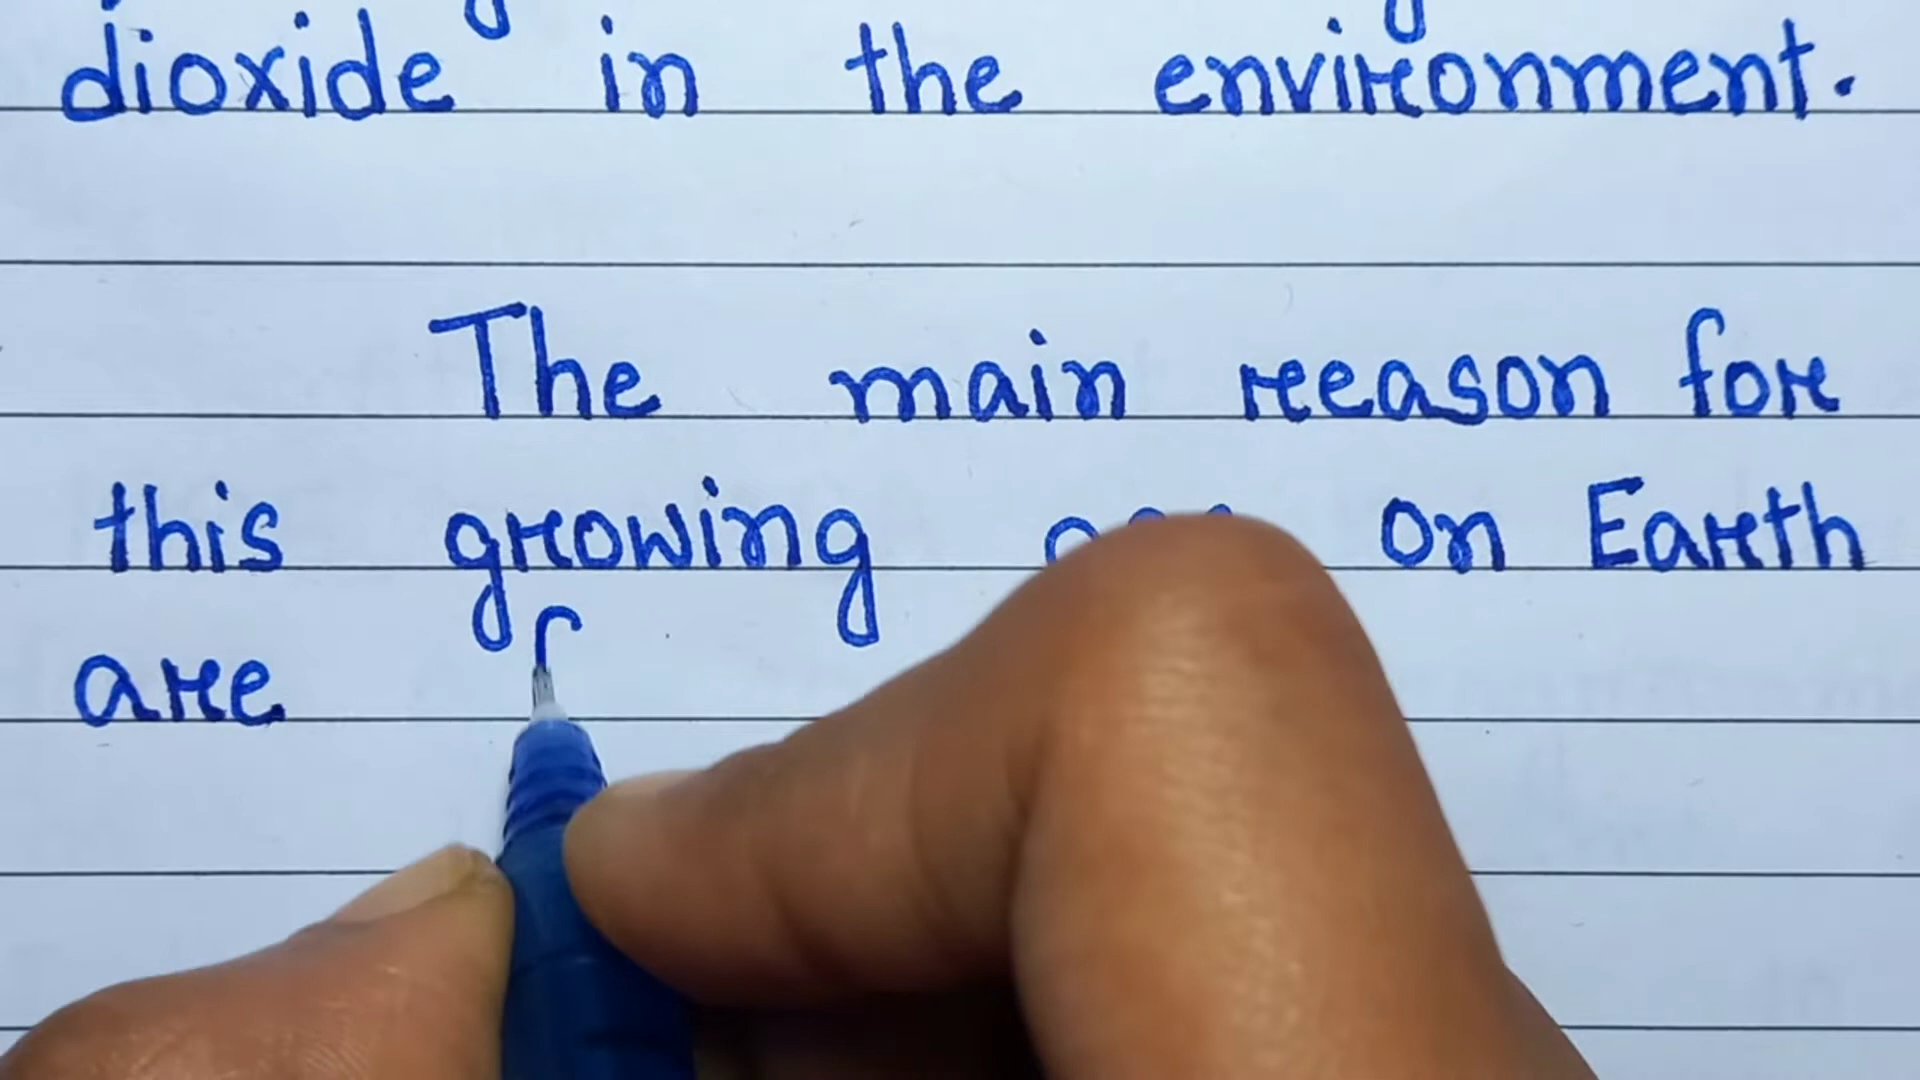 dioxide in the environment.
The main reason for
this growing on Earth
are